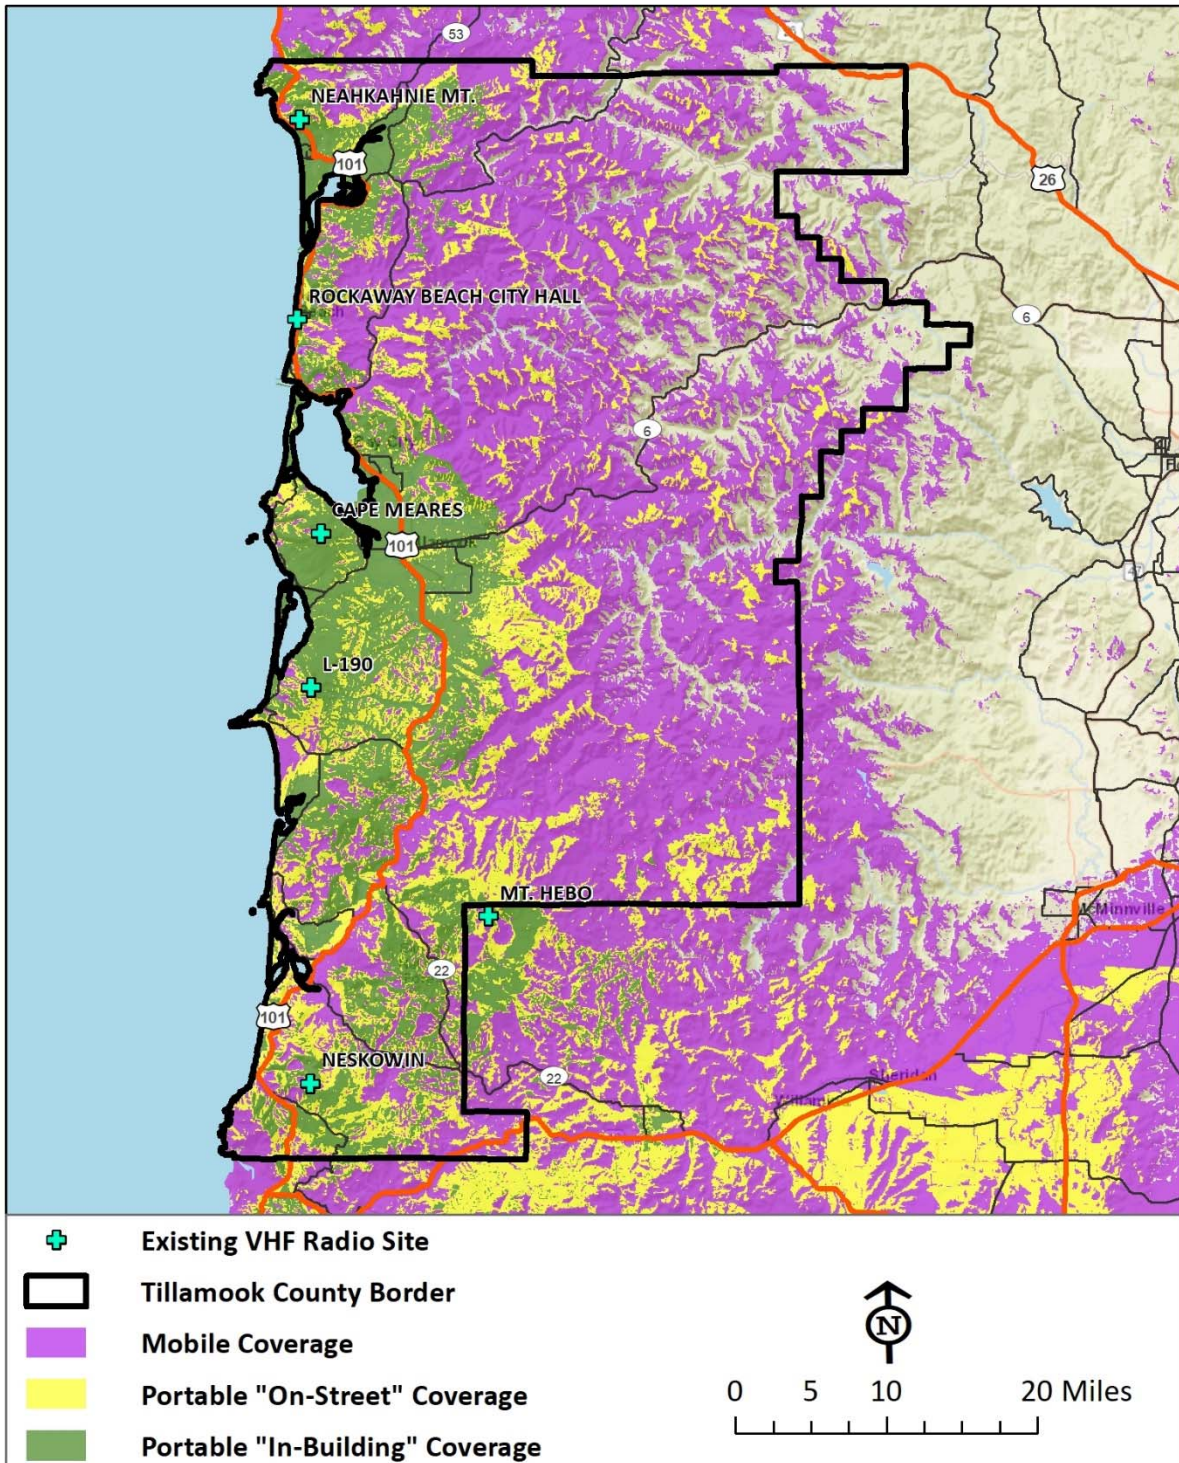 53
NEAHKAHNIE MT.
101
26
ROCKAWAY BEACH CITY HALL
6
6
CAPE MEARES
101
47
L-190
MT. HEBO
McMinnville
22
101
NESKOWIN
22
Sheridan
Existing VHF Radio Site
Tillamook County Border
Mobile Coverage
Portable "On-Street" Coverage
Portable "In-Building" Coverage
N
0 5 10 20 Miles